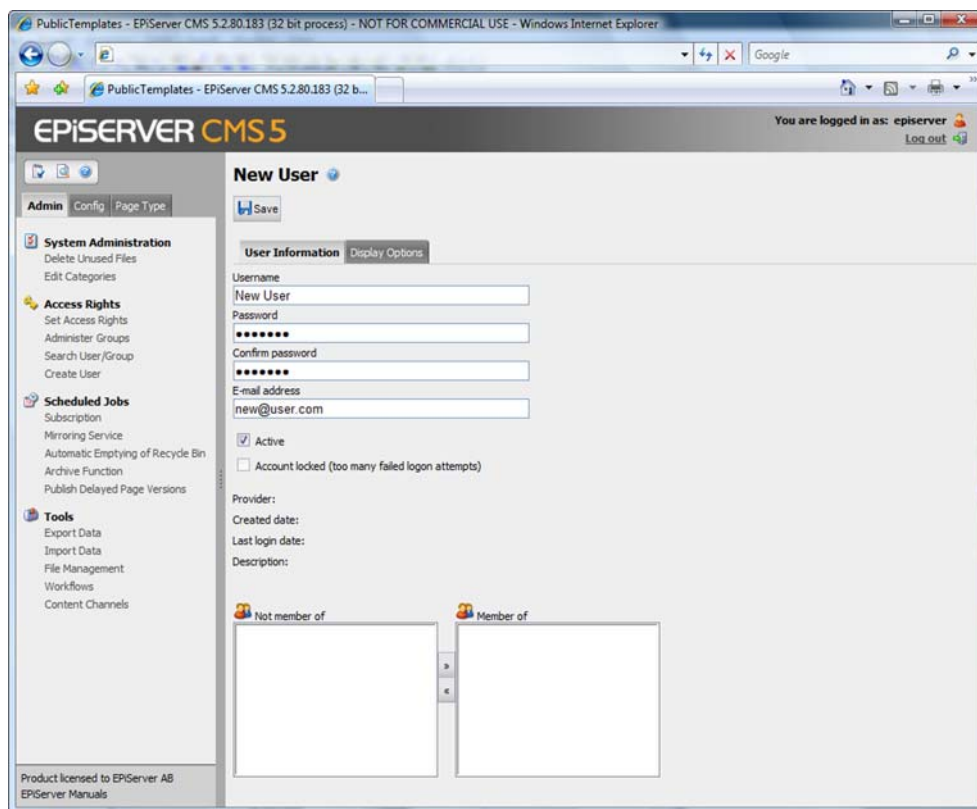 PublicTemplates - EPiServer CMS 5.2.80.183 (32 bit process) - NOT FOR COMMERCIAL USE - Windows Internet Explorer
Google
PublicTemplates - EPiServer CMS 5.2.80.183 (32 b...
EPiSERVER CMS 5
You are logged in as: episerver
Log out
Admin Config Page Type
System Administration
Delete Unused Files
Edit Categories
Access Rights
Set Access Rights
Administer Groups
Search User/Group
Create User
Scheduled Jobs
Subscription
Mirroring Service
Automatic Emptying of Recycle Bin
Archive Function
Publish Delayed Page Versions
Tools
Export Data
Import Data
File Management
Workflows
Content Channels
Product licensed to EPiServer AB
EPiServer Manuals
New User
Save
User Information Display Options
Username
New User
Password
•••••••
Confirm password
•••••••
E-mail address
new@user.com
Active
Account locked (too many failed logon attempts)
Provider:
Created date:
Last login date:
Description:
Not member of
Member of
»
«